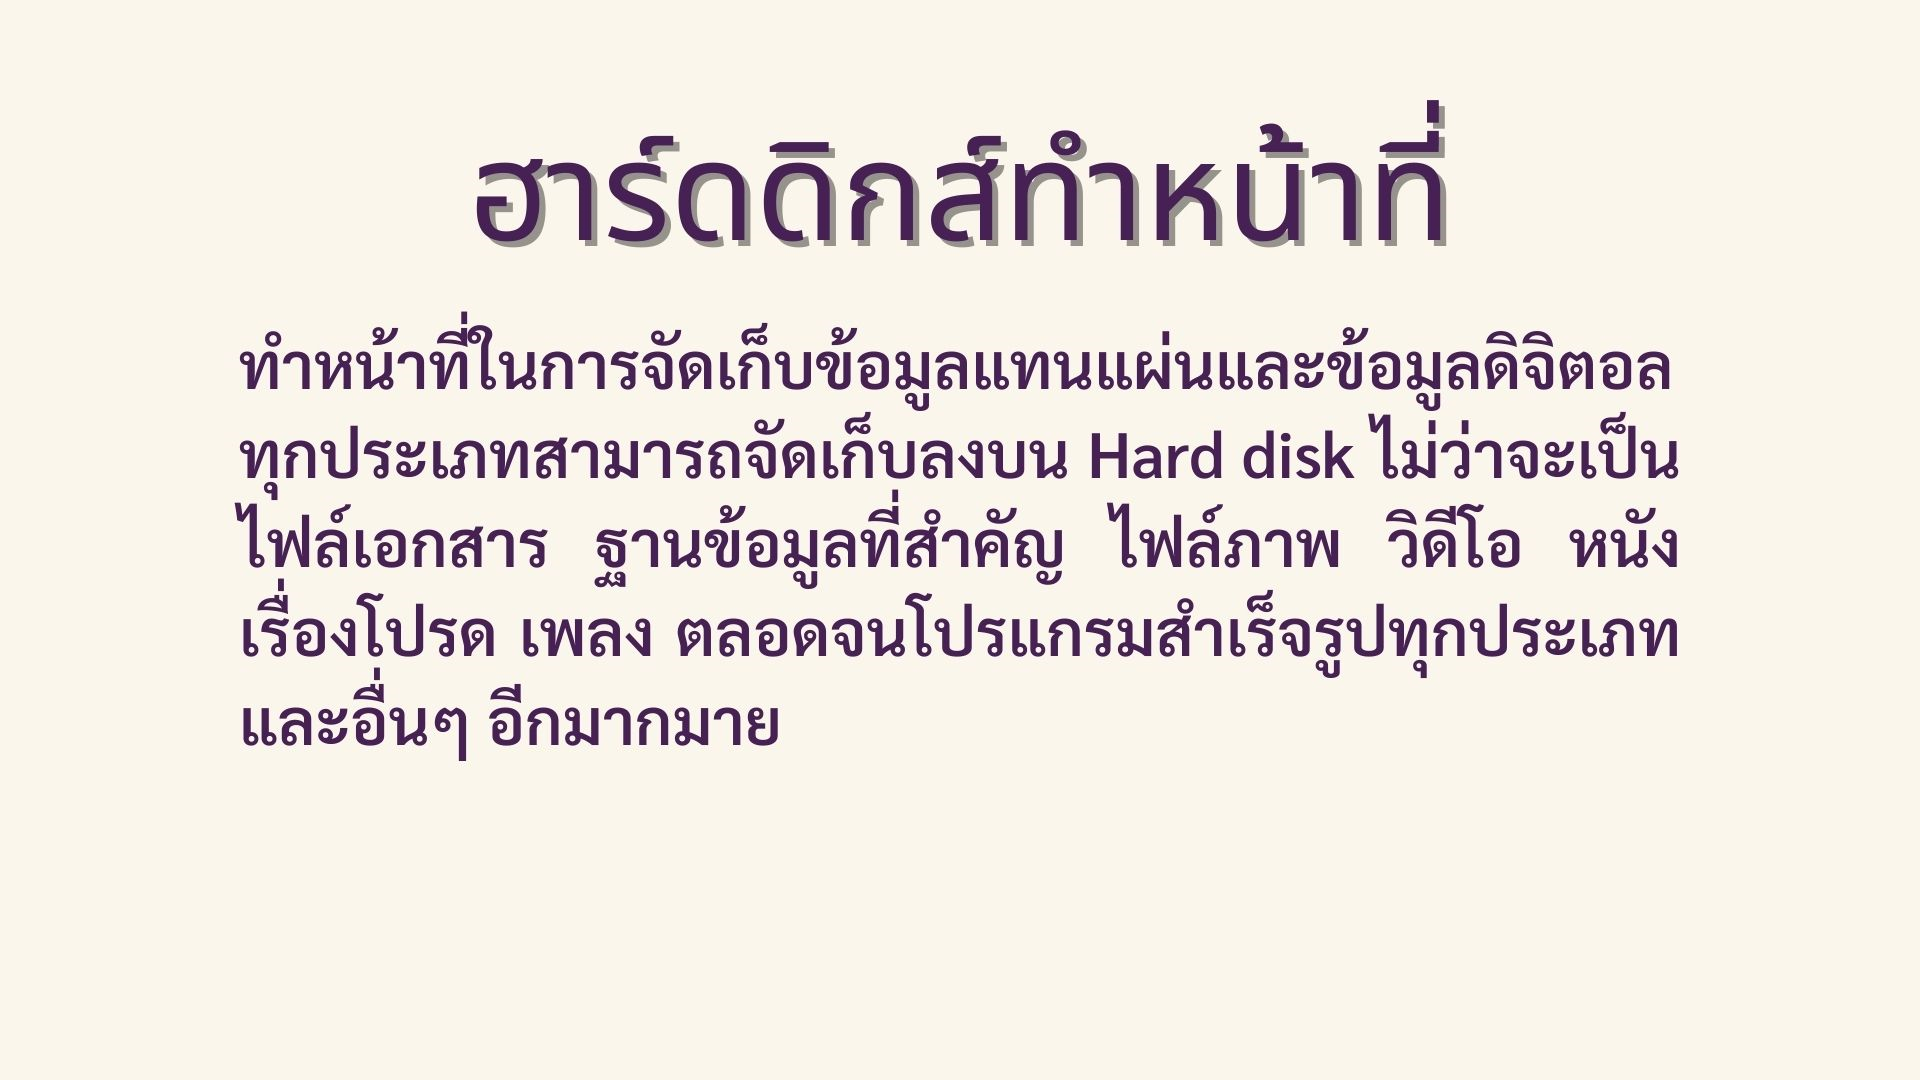 ฮาร์ดดิกส์ทำหน้าที่
ทำหน้าที่ในการจัดเก็บข้อมูลแทนแผ่นและข้อมูลดิจิตอล
ทุกประเภทสามารถจัดเก็บลงบน Hard disk ไม่ว่าจะเป็น
ไฟล์เอกสาร ฐานข้อมูลที่สำคัญ ไฟล์ภาพ วิดีโอ หนัง
เรื่องโปรด เพลง ตลอดจนโปรแกรมสำเร็จรูปทุกประเภท
และอื่นๆ อีกมากมาย